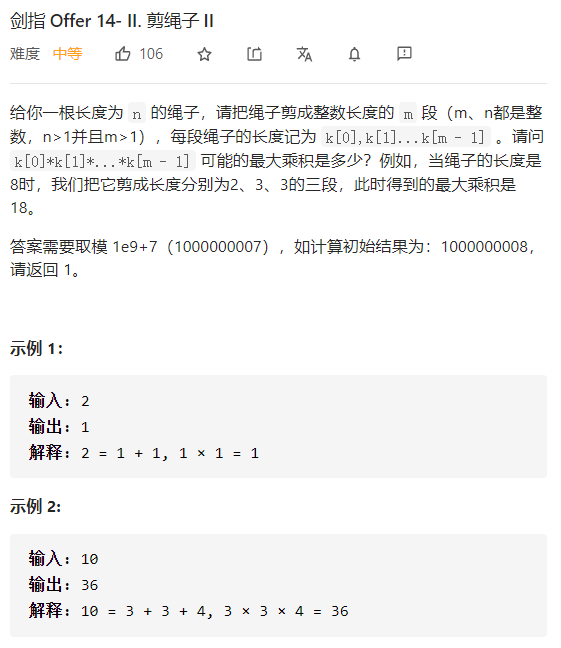 剑指 Offer 14- II. 剪绳子 II
难度 中等 106
给你一根长度为 n 的绳子，请把绳子剪成整数长度的 m 段（m、n都是整
数，n>1并且m>1），每段绳子的长度记为 k[0],k[1]...k[m - 1] 。请问
k[0]*k[1]*...*k[m - 1] 可能的最大乘积是多少？例如，当绳子的长度是
8时，我们把它剪成长度分别为2、3、3的三段，此时得到的最大乘积是
18。
答案需要取模 1e9+7（1000000007），如计算初始结果为：1000000008，
请返回 1。
示例 1：
输入：2
输出：1
解释：2 = 1 + 1, 1 × 1 = 1
示例 2:
输入：10
输出：36
解释：10 = 3 + 3 + 4, 3 × 3 × 4 = 36